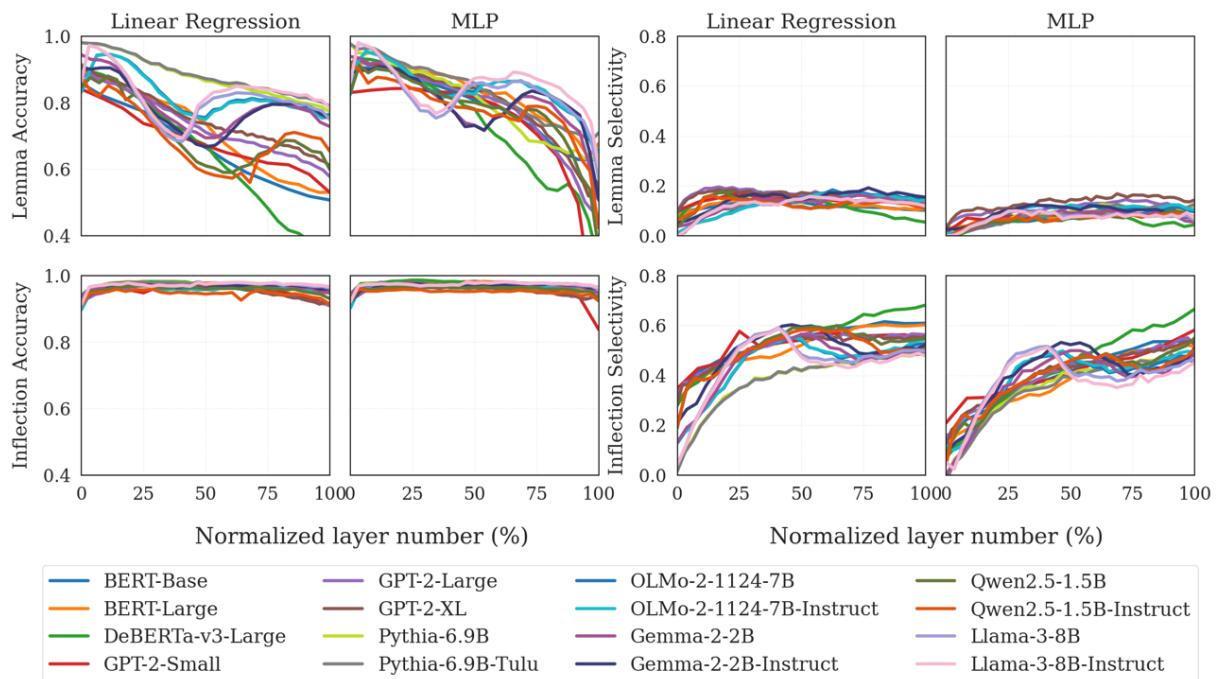 Linear Regression MLP Linear Regression MLP
1.0 0.8
0.8 0.6
0.6 0.4
0.2
0.4 0.0
Lemma Accuracy
Lemma Selectivity
1.0 0.8
0.8 0.6
0.6 0.4
0.2
0.4 0.0
Inflection Accuracy
Inflection Selectivity
0 25 50 75 100 0 25 50 75 100 0 25 50 75 100 0 25 50 75 100
Normalized layer number (%) Normalized layer number (%)
BERT-Base GPT-2-Large OLMo-2-1124-7B Qwen2.5-1.5B
BERT-Large GPT-2-XL OLMo-2-1124-7B-Instruct Qwen2.5-1.5B-Instruct
DeBERTa-v3-Large Pythia-6.9B Gemma-2-2B Llama-3-8B
GPT-2-Small Pythia-6.9B-Tulu Gemma-2-2B-Instruct Llama-3-8B-Instruct